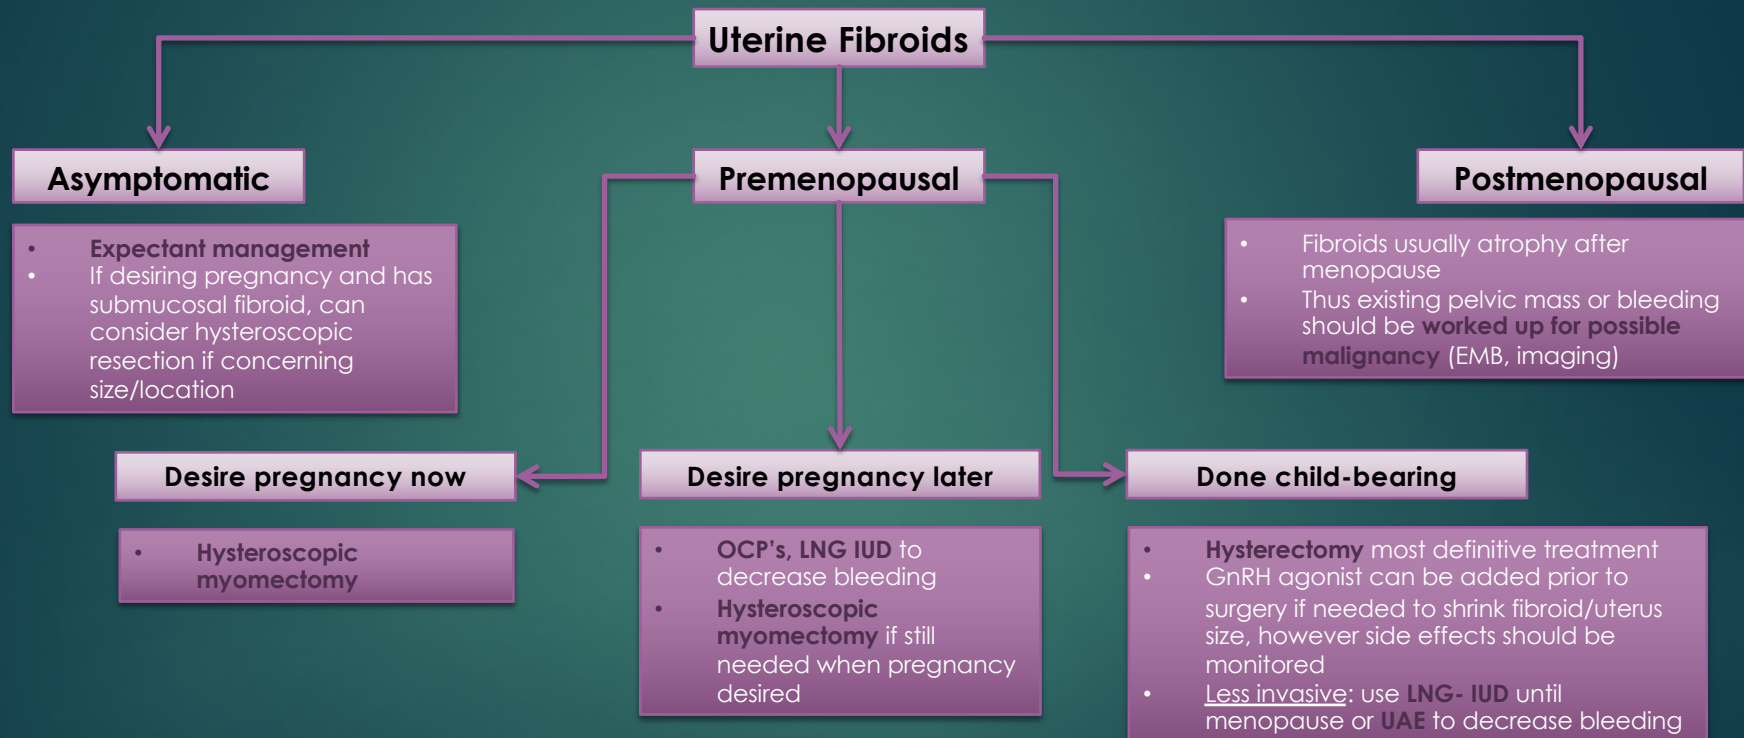 Uterine Fibroids
Asymptomatic
• Expectant management
• If desiring pregnancy and has
submucosal fibroid, can
consider hysteroscopic
resection if concerning
size/location
Premenopausal
Postmenopausal
• Fibroids usually atrophy after
menopause
• Thus existing pelvic mass or bleeding
should be worked up for possible
malignancy (EMB, imaging)
Desire pregnancy now
• Hysteroscopic
myomectomy
Desire pregnancy later
• OCP's, LNG IUD to
decrease bleeding
• Hysteroscopic
myomectomy if still
needed when pregnancy
desired
Done child-bearing
• Hysterectomy most definitive treatment
• GnRH agonist can be added prior to
surgery if needed to shrink fibroid/uterus
size, however side effects should be
monitored
• Less invasive: use LNG- IUD until
menopause or UAE to decrease bleeding